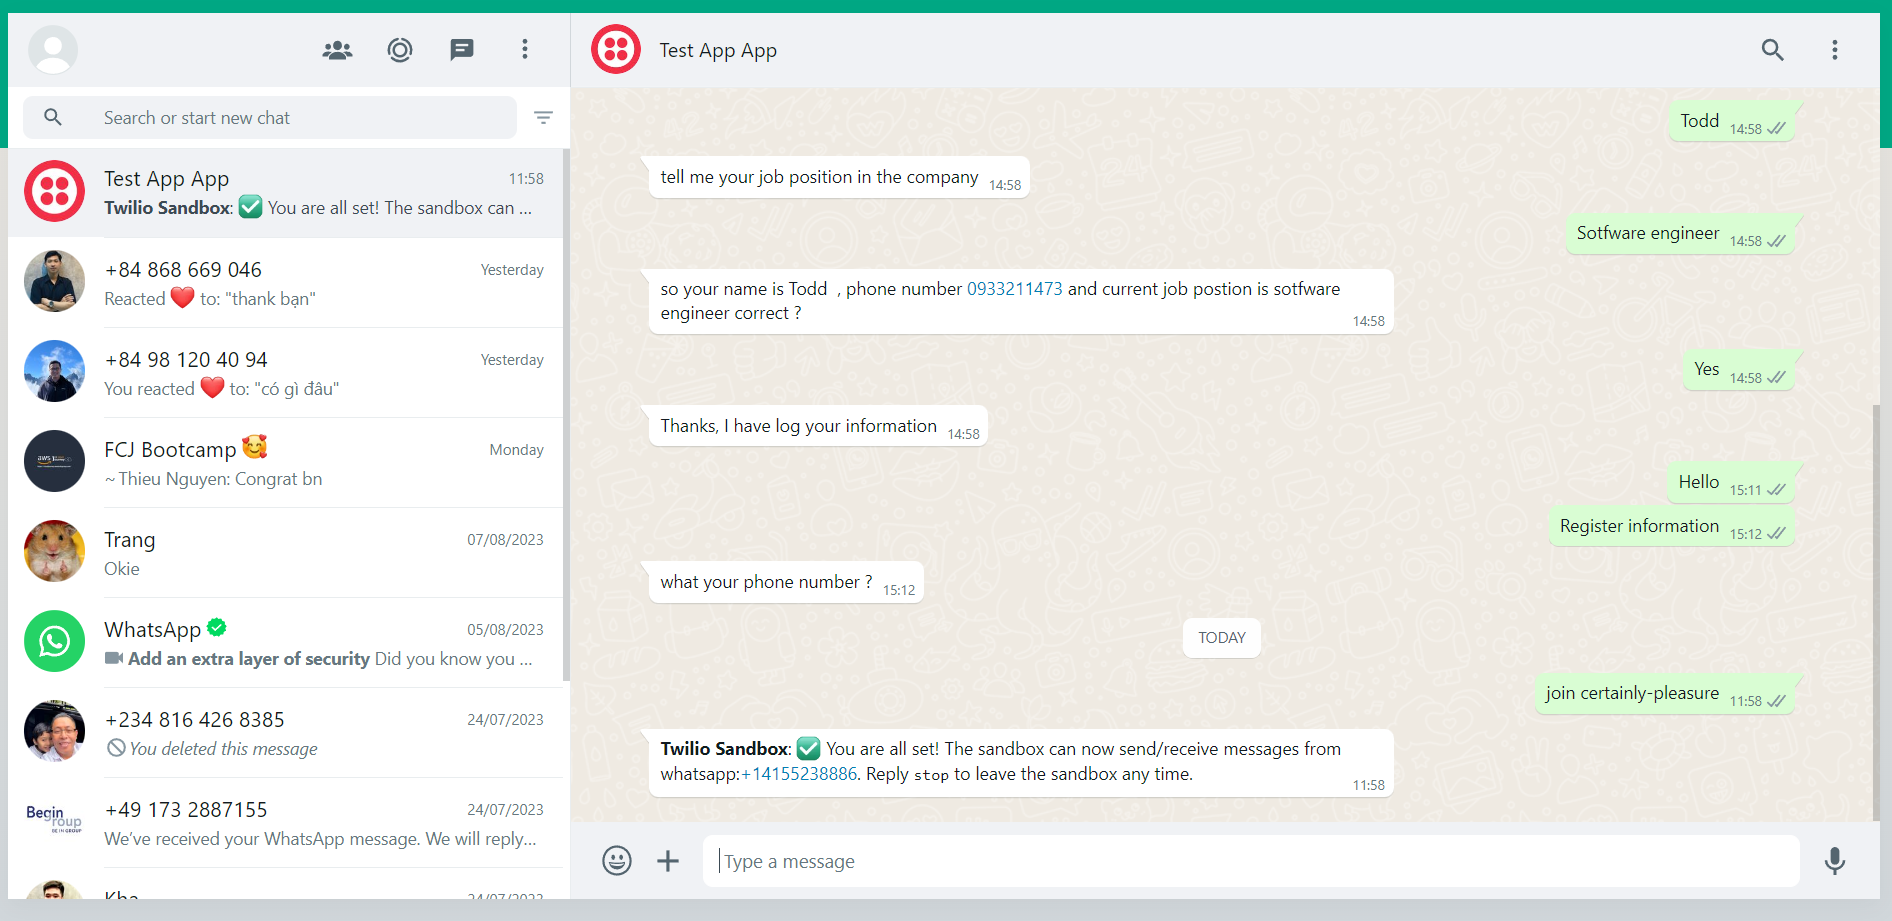 Search or start new chat
Test App App
11:58
Twilio Sandbox: ✅ You are all set! The sandbox can ...
+84 868 669 046
Yesterday
Reacted ❤️ to: "thank bạn"
+84 98 120 40 94
Yesterday
You reacted ❤️ to: "có gì đâu"
FCJ Bootcamp 🥰
Monday
~ Thieu Nguyen: Congrat bn
Trang
07/08/2023
Okie
WhatsApp
05/08/2023
Add an extra layer of security Did you know you ...
+234 816 426 8385
24/07/2023
You deleted this message
Begin
roup
BE IN GROUP
+49 173 2887155
24/07/2023
We’ve received your WhatsApp message. We will reply...
Kha
24/07/2023
Test App App
Todd 14:58
tell me your job position in the company 14:58
Sotfware engineer 14:58
so your name is Todd , phone number 0933211473 and current job postion is sotfware
engineer correct ?
14:58
Yes 14:58
Thanks, I have log your information 14:58
Hello 15:11
Register information 15:12
what your phone number ? 15:12
TODAY
join certainly-pleasure 11:58
Twilio Sandbox: ✅ You are all set! The sandbox can now send/receive messages from
whatsapp:+14155238886. Reply stop to leave the sandbox any time.
11:58
Type a message